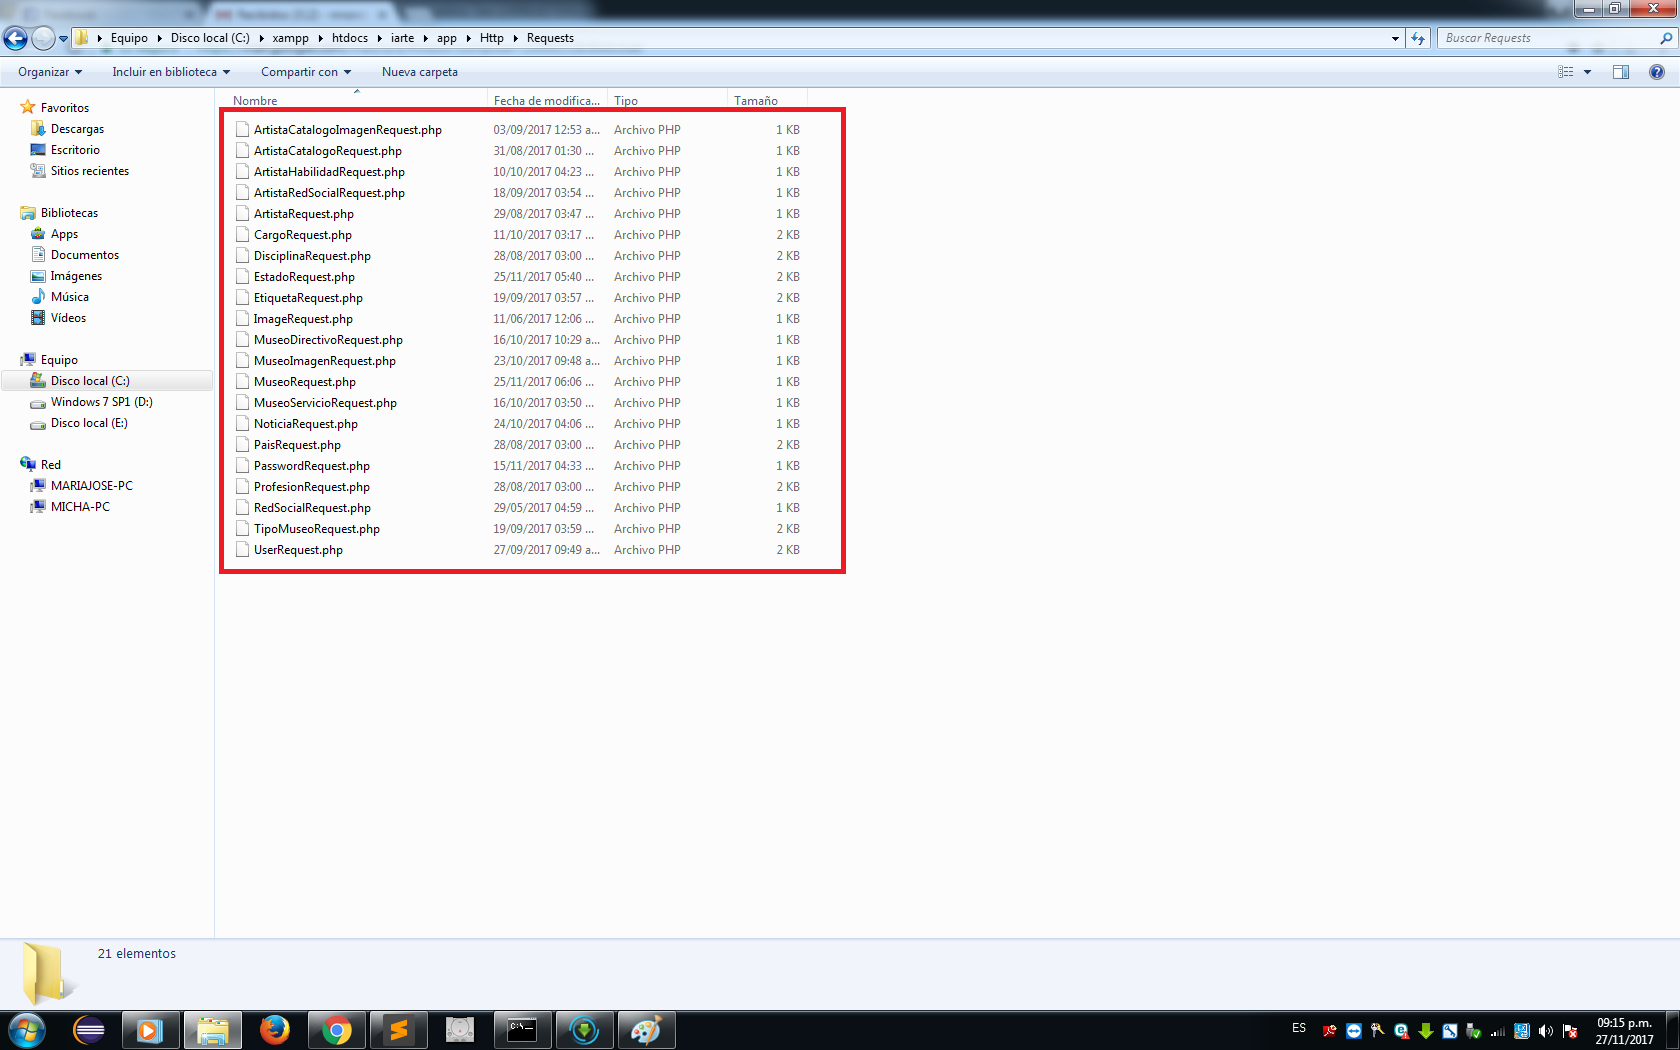 Equipo Disco local (C:) xampp htdocs iarte app Http Requests
Buscar Requests
Organizar Incluir en biblioteca Compartir con Nueva carpeta
Favoritos
Descargas
Escritorio
Sitios recientes
Bibliotecas
Apps
Documentos
Imágenes
Música
Vídeos
Equipo
Disco local (C:)
Windows 7 SP1 (D:)
Disco local (E:)
Red
MARIAJOSE-PC
MICHA-PC
Nombre Fecha de modifica... Tipo Tamaño
ArtistaCatalogoImagenRequest.php 03/09/2017 12:53 a... Archivo PHP 1 KB
ArtistaCatalogoRequest.php 31/08/2017 01:30 ... Archivo PHP 1 KB
ArtistaHabilidadRequest.php 10/10/2017 04:23 ... Archivo PHP 1 KB
ArtistaRedSocialRequest.php 18/09/2017 03:54 ... Archivo PHP 1 KB
ArtistaRequest.php 29/08/2017 03:47 ... Archivo PHP 1 KB
CargoRequest.php 11/10/2017 03:17 ... Archivo PHP 2 KB
DisciplinaRequest.php 28/08/2017 03:00 ... Archivo PHP 2 KB
EstadoRequest.php 25/11/2017 05:40 ... Archivo PHP 2 KB
EtiquetaRequest.php 19/09/2017 03:57 ... Archivo PHP 2 KB
ImageRequest.php 11/06/2017 12:06 ... Archivo PHP 1 KB
MuseoDirectivoRequest.php 16/10/2017 10:29 a... Archivo PHP 1 KB
MuseoImagenRequest.php 23/10/2017 09:48 a... Archivo PHP 1 KB
MuseoRequest.php 25/11/2017 06:06 ... Archivo PHP 1 KB
MuseoServicioRequest.php 16/10/2017 03:50 ... Archivo PHP 1 KB
NoticiaRequest.php 24/10/2017 04:06 ... Archivo PHP 1 KB
PaisRequest.php 28/08/2017 03:00 ... Archivo PHP 2 KB
PasswordRequest.php 15/11/2017 04:33 ... Archivo PHP 1 KB
ProfesionRequest.php 28/08/2017 03:00 ... Archivo PHP 2 KB
RedSocialRequest.php 29/05/2017 04:59 ... Archivo PHP 1 KB
TipoMuseoRequest.php 19/09/2017 03:59 ... Archivo PHP 2 KB
UserRequest.php 27/09/2017 09:49 a... Archivo PHP 2 KB
21 elementos
ES
09:15 p.m.
27/11/2017